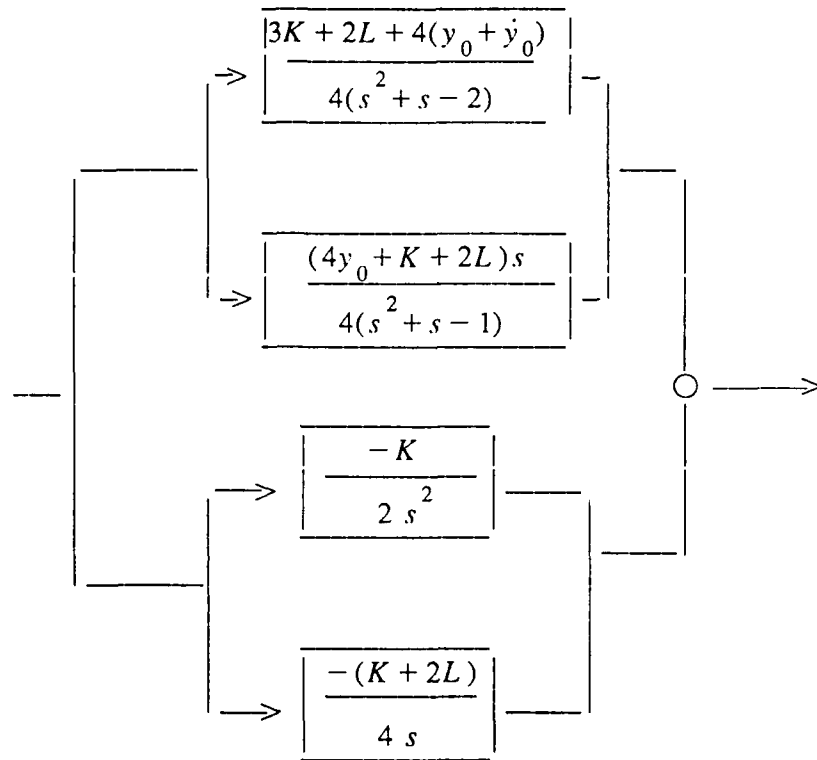 3K + 2L + 4(y_0 + ẏ_0)
4(s^2 + s − 2)
(4y_0 + K + 2L)s
4(s^2 + s − 1)
− K
2 s^2
− (K + 2L)
4 s